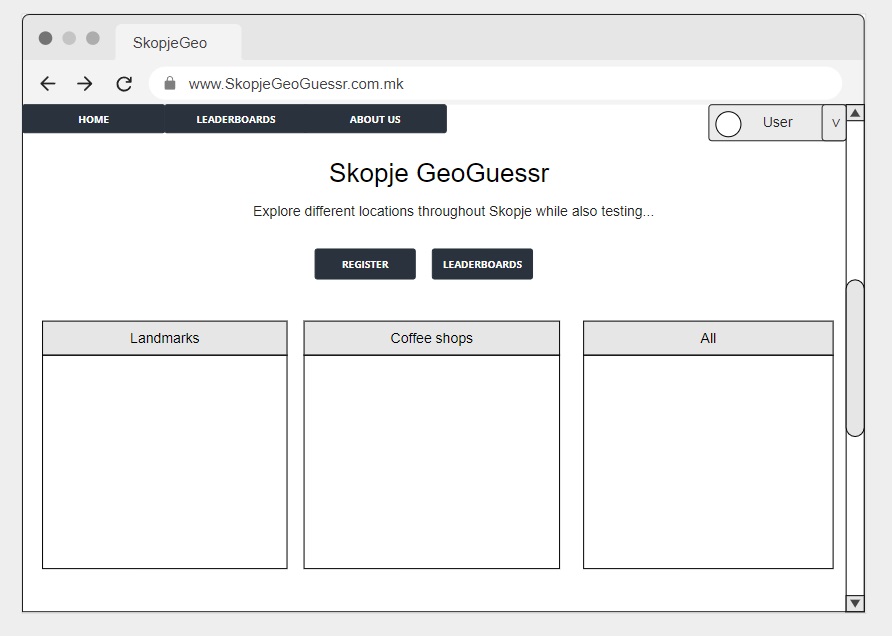 SkopjeGeo
www.SkopjeGeoGuessr.com.mk
HOME LEADERBOARDS ABOUT US User V
Skopje GeoGuessr
Explore different locations throughout Skopje while also testing...
REGISTER LEADERBOARDS
Landmarks Coffee shops All